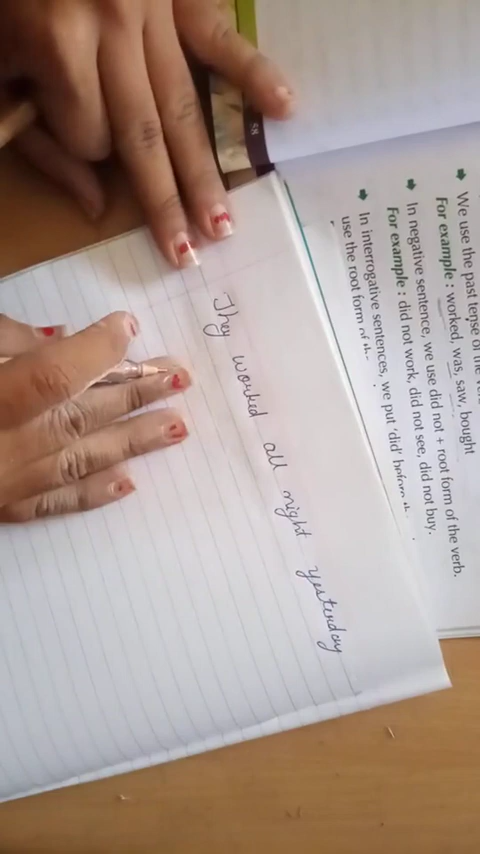 58
We use the past tense of the
For example : worked, was, saw, bought
In negative sentence, we use did not + root form of the verb.
For example : did not work, did not see, did not buy.
In interrogative sentences, we put 'did' before
use the root form of
They worked all night yesterday